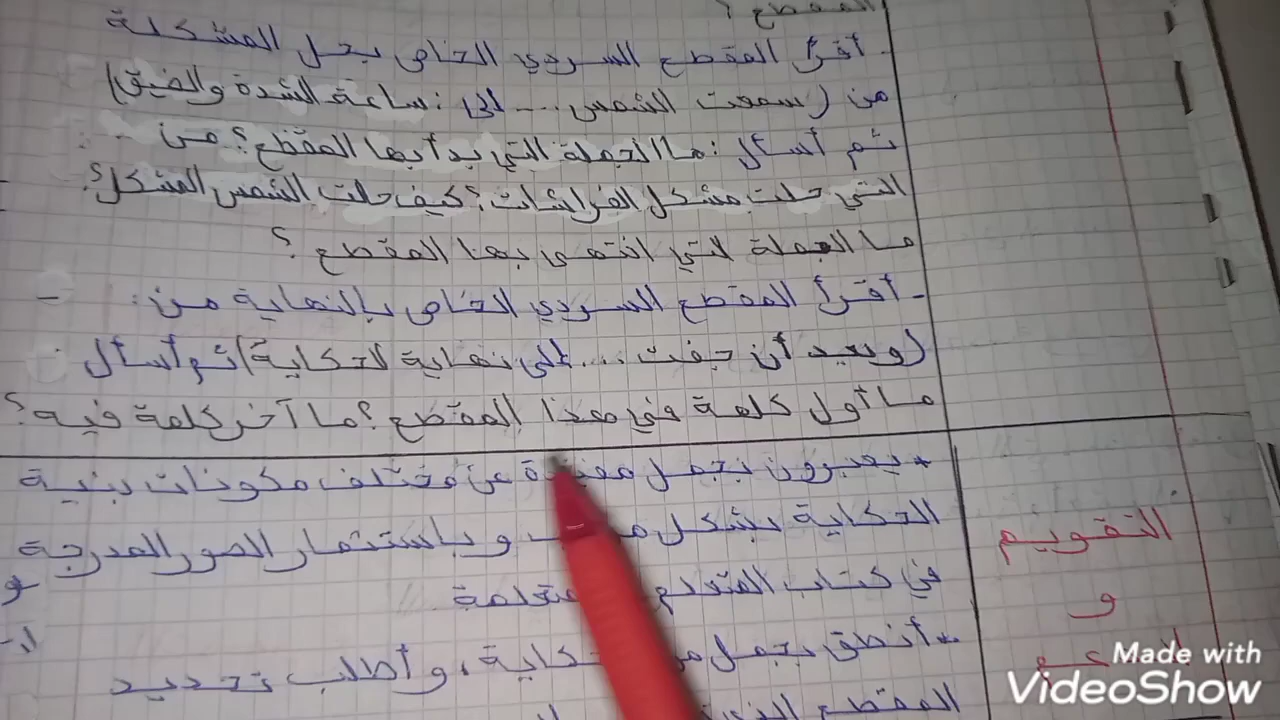 المقطع ؟
- أقرأ المقطع السردي الخاص بحل المشكلة
من (سمعت الشمس .... إلى : ساعة الشدة والضيق)
ثم أسأل : ما الجملة التي بدأ بها المقطع ؟ من
التي حلت مشكل الفراشات ؟ كيف حلت الشمس المشكل ؟
ما الجملة التي انتهى بها المقطع ؟
- أقرأ المقطع السردي الخاص بالنهاية من :
(وبعد أن جفت ... إلى نهاية الحكاية) ثم أسأل :
ما أول كلمة في هذا المقطع ؟ ما آخر كلمة فيه ؟
* يعبرون بجمل عن مختلف مكونات بنية
الحكاية بشكل وباستثمار الصور المدرجة
في كتاب المتعلم
* أنطق بجمل ، وأطلب تحديد
المقطع الذي
التقويم
و
Made with
VideoShow